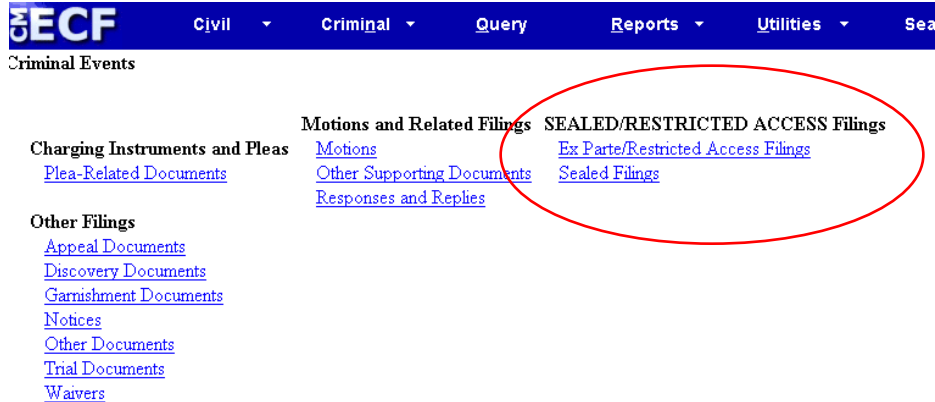 CM ECF Civil Criminal Query Reports Utilities Sea
Criminal Events
Motions and Related Filings SEALED/RESTRICTED ACCESS Filings
Charging Instruments and Pleas Motions Ex Parte/Restricted Access Filings
Plea-Related Documents Other Supporting Documents Sealed Filings
Responses and Replies
Other Filings
Appeal Documents
Discovery Documents
Garnishment Documents
Notices
Other Documents
Trial Documents
Waivers